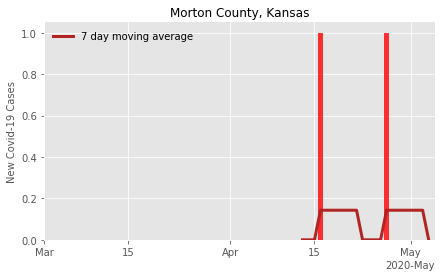 Morton County, Kansas
7 day moving average
New Covid-19 Cases
1.0
0.8
0.6
0.4
0.2
0.0
Mar
15
Apr
15
May
2020-May